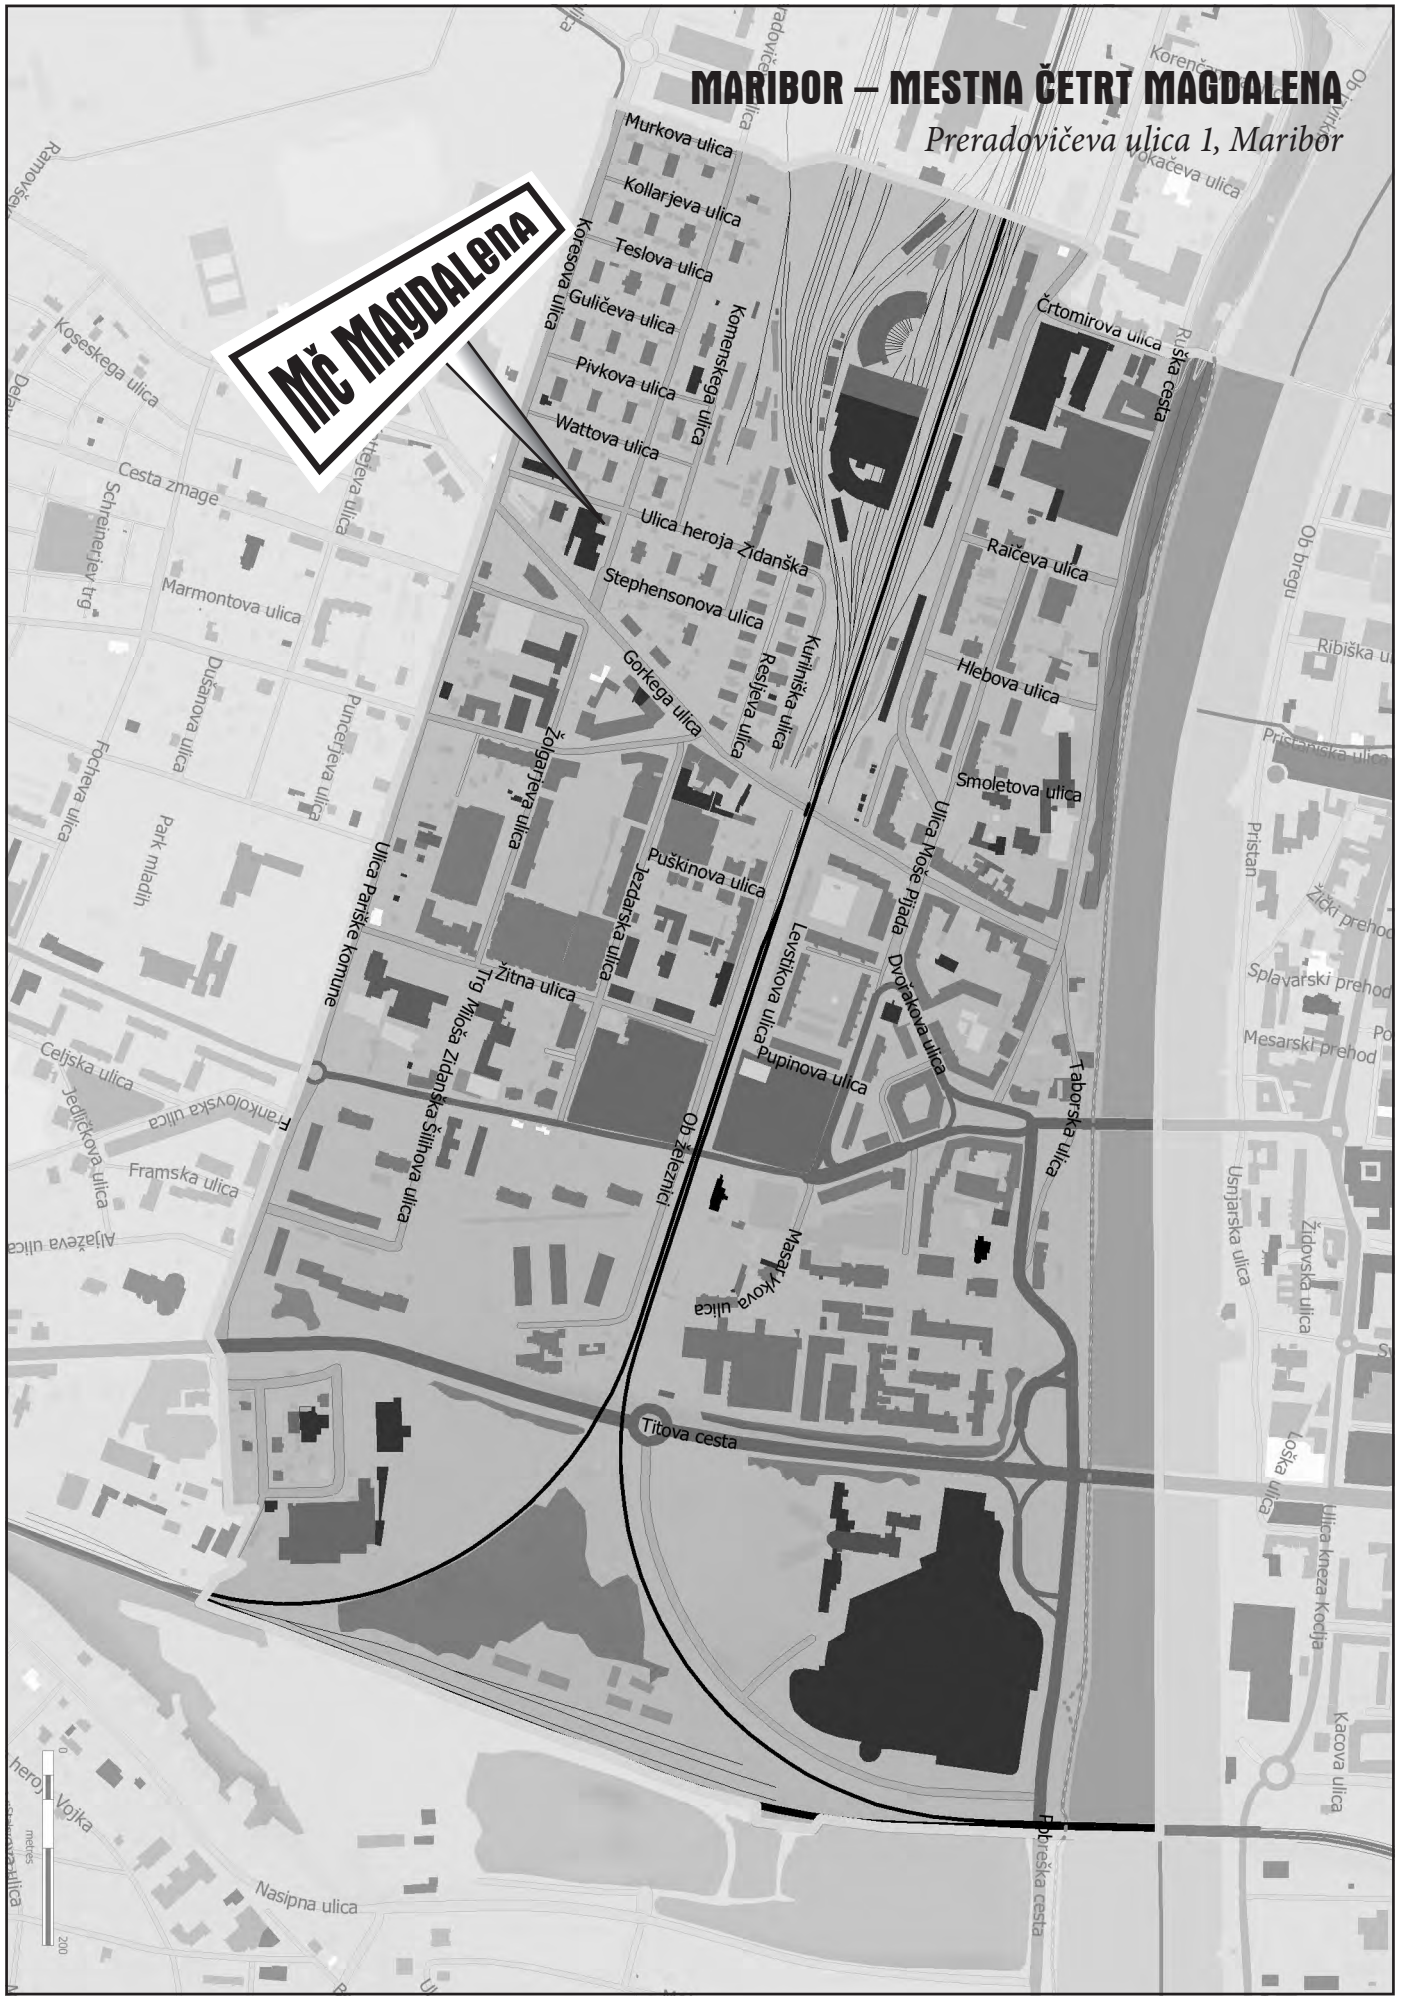 MARIBOR – MESTNA ČETRT MAGDALENA
Preradovičeva ulica 1, Maribor
MČ MAGDALENA
Murkova ulica
Kollarjeva ulica
Teslova ulica
Guličeva ulica
Pivkova ulica
Wattova ulica
Koresova ulica
Komenskega ulica
Ulica heroja Zidanška
Stephensonova ulica
Gorkega ulica
Resljeva ulica
Kurilniška ulica
Črtomirova ulica
Ruška cesta
Raičeva ulica
Hlebova ulica
Smoletova ulica
Ulica Moše Pijada
Žolgarjeva ulica
Puškinova ulica
Jezdarska ulica
Žitna ulica
Levstikova ulica
Dvořakova ulica
Pupinova ulica
Taborska ulica
Ulica Pariške komune
Trg Miloša Zidanška
Šilihova ulica
Ob železnici
Masarykova ulica
Titova cesta
Pobreška cesta
Koseskega ulica
Cesta zmage
Schreinerjev trg
Marmontova ulica
Dušanova ulica
Puncerjeva ulica
Focheva ulica
Park mladih
Celjska ulica
Jedličkova ulica
Frankolovska ulica
Framska ulica
Aljaževa ulica
Vojka
Nasipna ulica
0
metres
200
Vokačeva ulica
Ob bregu
Ribiška
Pristanska ulica
Pristan
Žički prehod
Splavarski prehod
Mesarski prehod
Usnjarska ulica
Židovska ulica
Loška ulica
Ulica kneza Koclja
Kacova ulica